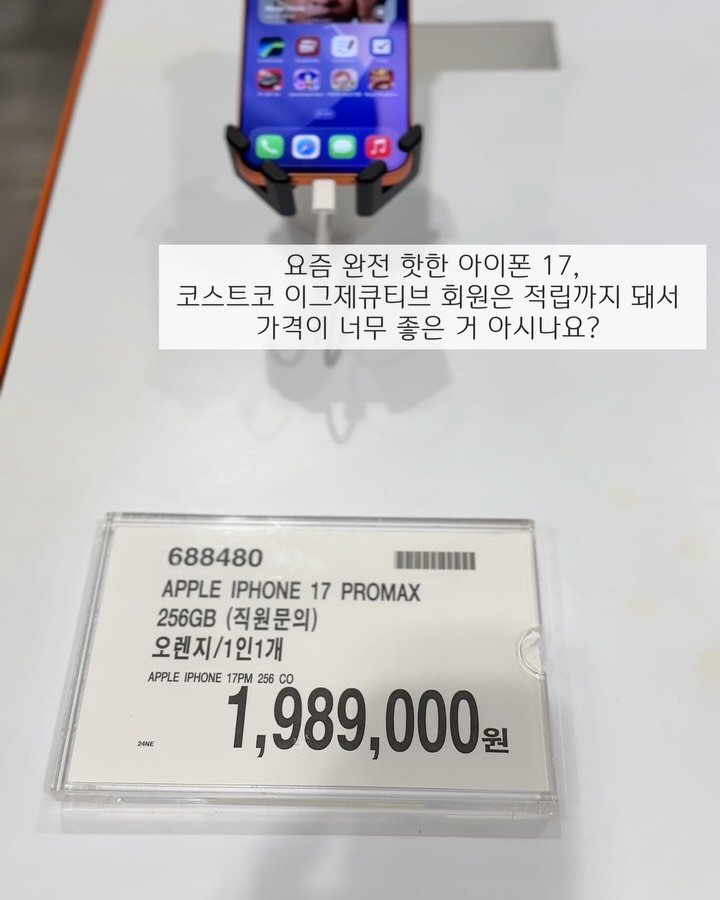 요즘 완전 핫한 아이폰 17,
코스트코 이그제큐티브 회원은 적립까지 돼서
가격이 너무 좋은 거 아시나요?
688480
APPLE IPHONE 17 PROMAX
256GB (직원문의)
오렌지/1인1개
APPLE IPHONE 17PM 256 CO
1,989,000원
24NE